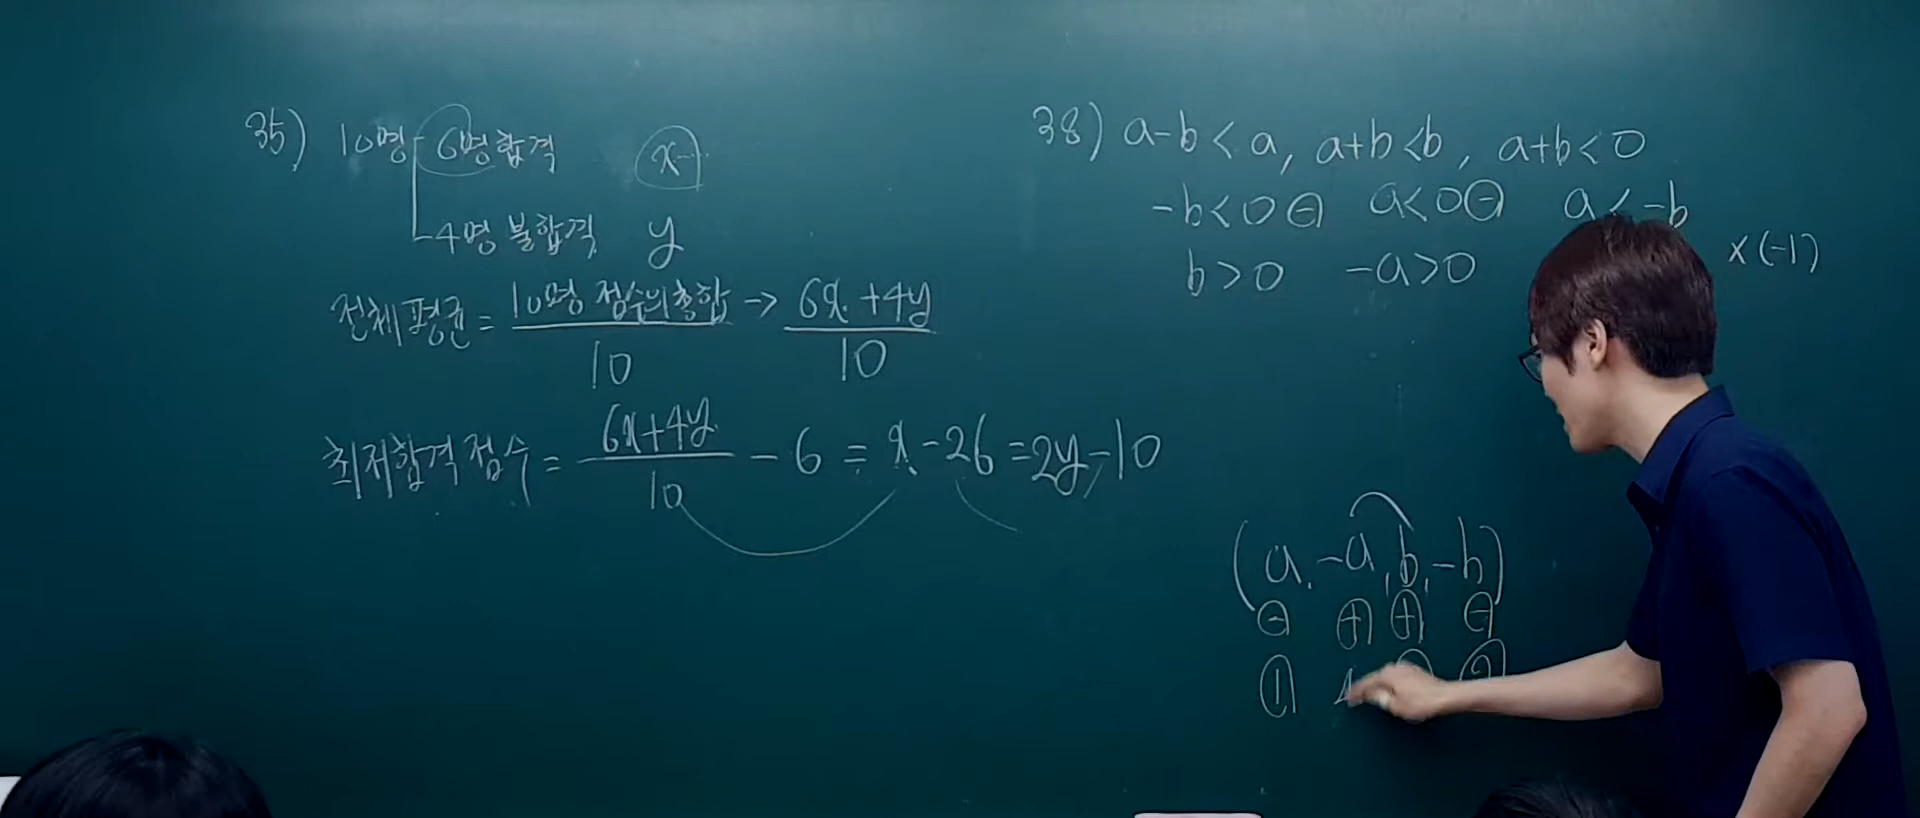 35) 10명 6명 합격 x
4명 불합격 y
전체 평균 = 10명 점수의 총합 / 10 → 6x+4y / 10
최저 합격 점수 = 6x+4y / 10 - 6 = x-26 = 2y-10
38) a-b<a, a+b<b, a+b<0
-b<0 ⊖ a<0 ⊖ a<-b
b>0 -a>0 ×(-1)
(a, -a, b, -b)
⊖ ⊕ ⊕ ⊖
①